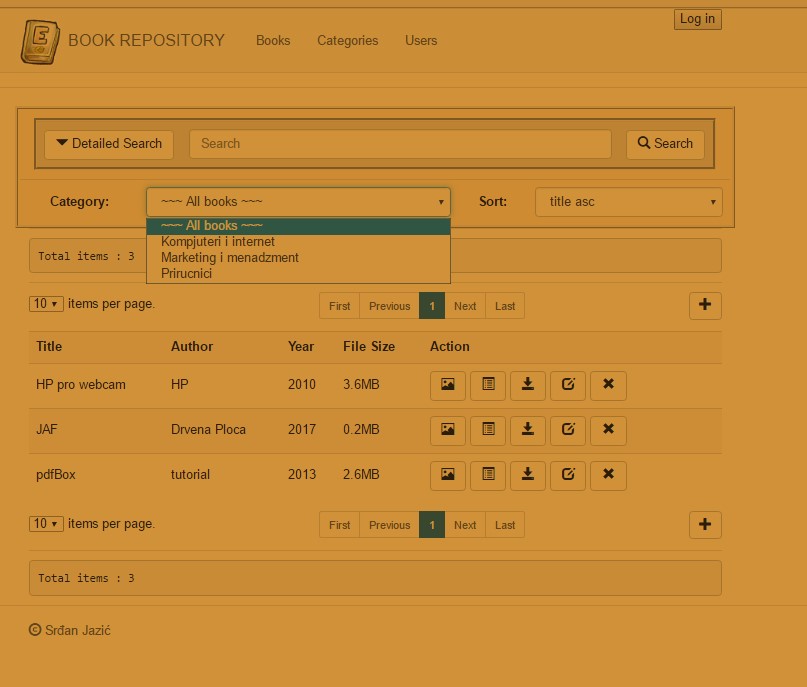 Log in
E
BOOK REPOSITORY Books Categories Users
Detailed Search Search Search
Category: ~~~ All books ~~~ Sort: title asc
~~~ All books ~~~
Kompjuteri i internet
Marketing i menadzment
Prirucnici
Total items : 3
10 items per page. First Previous 1 Next Last
Title Author Year File Size Action
HP pro webcam HP 2010 3.6MB
JAF Drvena Ploca 2017 0.2MB
pdfBox tutorial 2013 2.6MB
10 items per page. First Previous 1 Next Last
Total items : 3
© Srđan Jazić